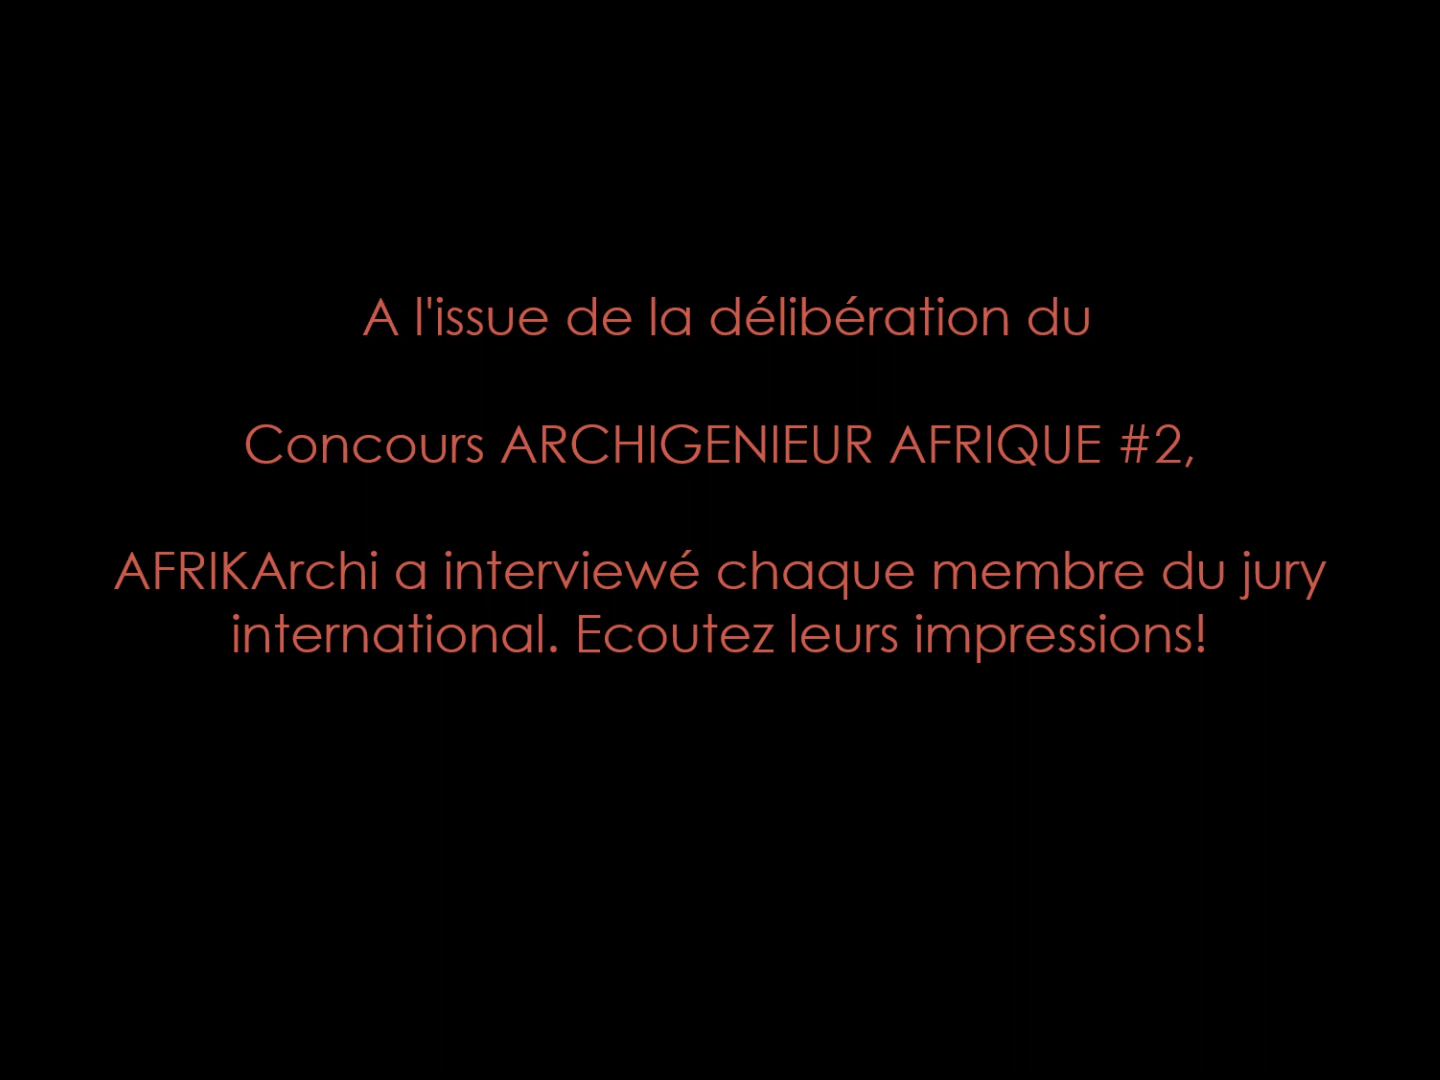 A l'issue de la délibération du
Concours ARCHIGENIEUR AFRIQUE #2,
AFRIKArchi a interviewé chaque membre du jury
international. Ecoutez leurs impressions!